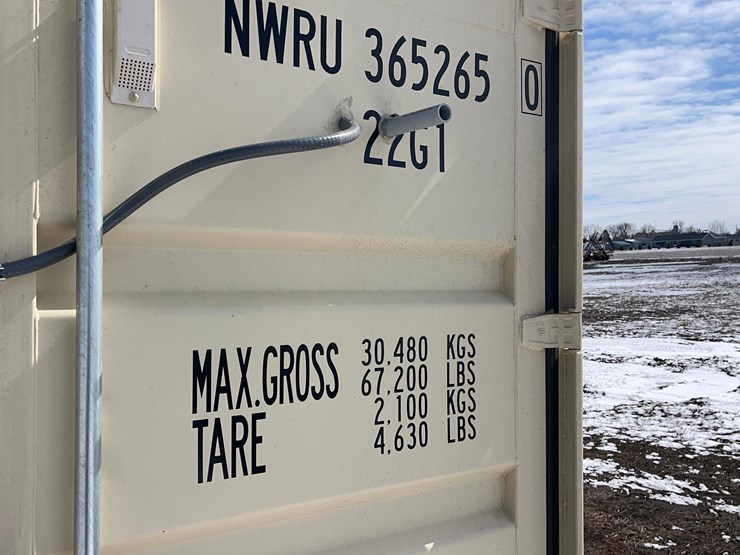 NWRU 365265 0
22G1
MAX.GROSS 30,480 KGS
67,200 LBS
TARE 2,100 KGS
4,630 LBS